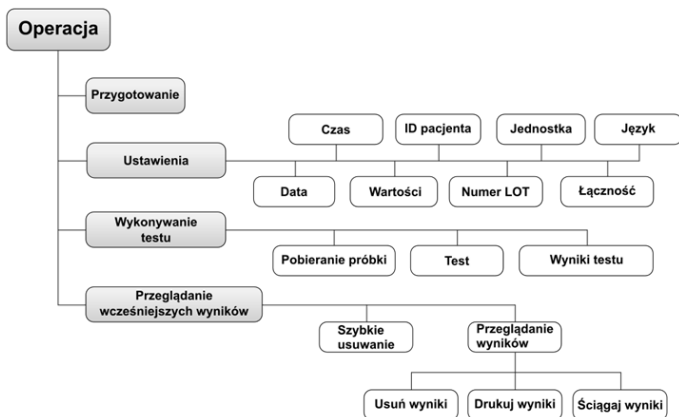 Operacja
Przygotowanie
Czas
ID pacjenta
Jednostka
Język
Ustawienia
Data
Wartości
Numer LOT
Łączność
Wykonywanie
testu
Pobieranie próbki
Test
Wyniki testu
Przeglądanie
wcześniejszych wyników
Szybkie
usuwanie
Przeglądanie
wyników
Usuń wyniki
Drukuj wyniki
Ściągaj wyniki